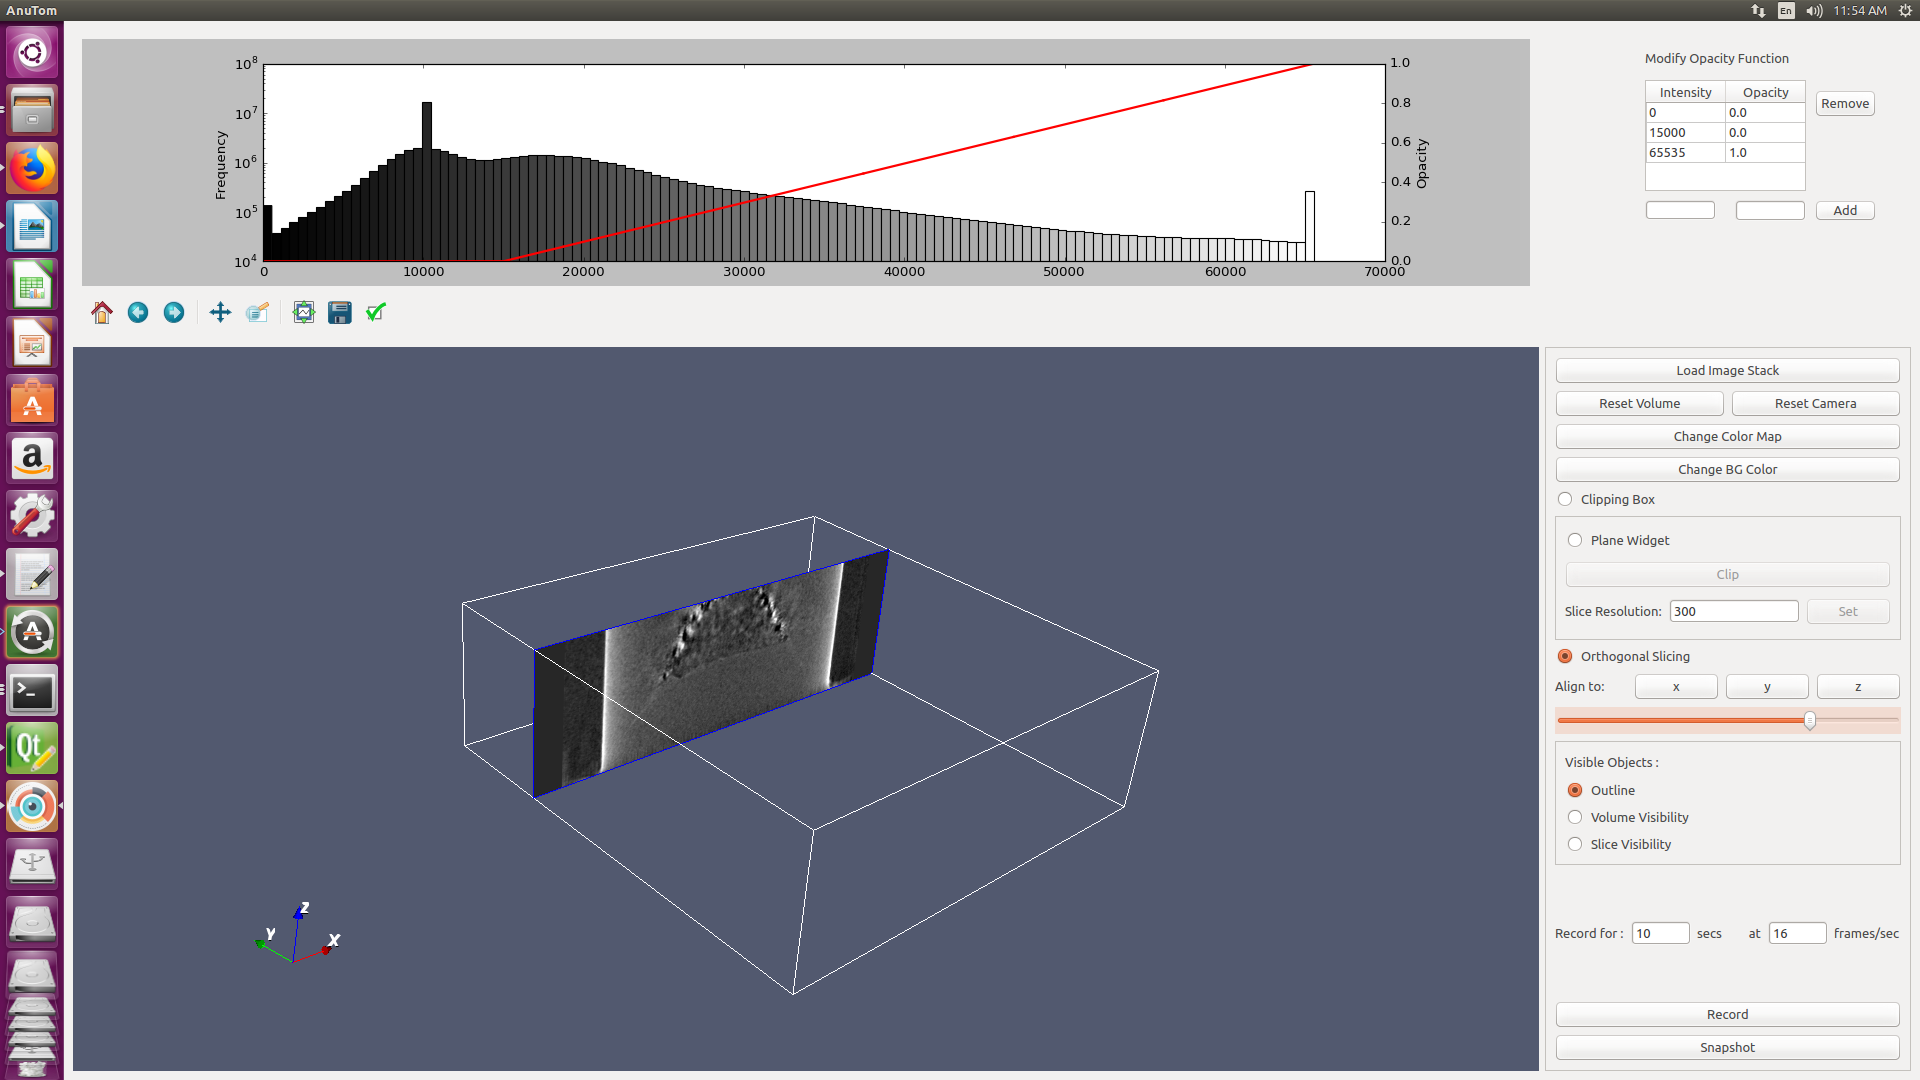 AnuTom
En
11:54 AM
10^8
10^7
10^6
10^5
10^4
Frequency
0 10000 20000 30000 40000 50000 60000 70000
1.0
0.8
0.6
0.4
0.2
0.0
Opacity
Modify Opacity Function
Intensity Opacity
0 0.0
15000 0.0
65535 1.0
Remove
Add
Load Image Stack
Reset Volume Reset Camera
Change Color Map
Change BG Color
Clipping Box
Plane Widget
Clip
Slice Resolution: 300 Set
Orthogonal Slicing
Align to: x y z
Visible Objects :
Outline
Volume Visibility
Slice Visibility
Record for : 10 secs at 16 frames/sec
Record
Snapshot
Z
Y
X
a
Qt
>_